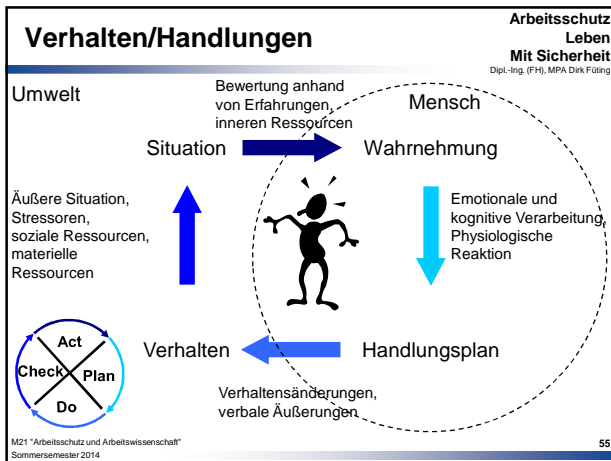 Verhalten/Handlungen
Arbeitsschutz
Leben
Mit Sicherheit
Dipl.-Ing. (FH), MPA Dirk Füting
Umwelt
Bewertung anhand
von Erfahrungen,
inneren Ressourcen
Mensch
Situation
Wahrnehmung
Äußere Situation,
Stressoren,
soziale Ressourcen,
materielle
Ressourcen
Emotionale und
kognitive Verarbeitung,
Physiologische
Reaktion
Act
Check
Plan
Do
Verhalten
Handlungsplan
Verhaltensänderungen,
verbale Äußerungen
M21 "Arbeitsschutz und Arbeitswissenschaft"
Sommersemester 2014
55